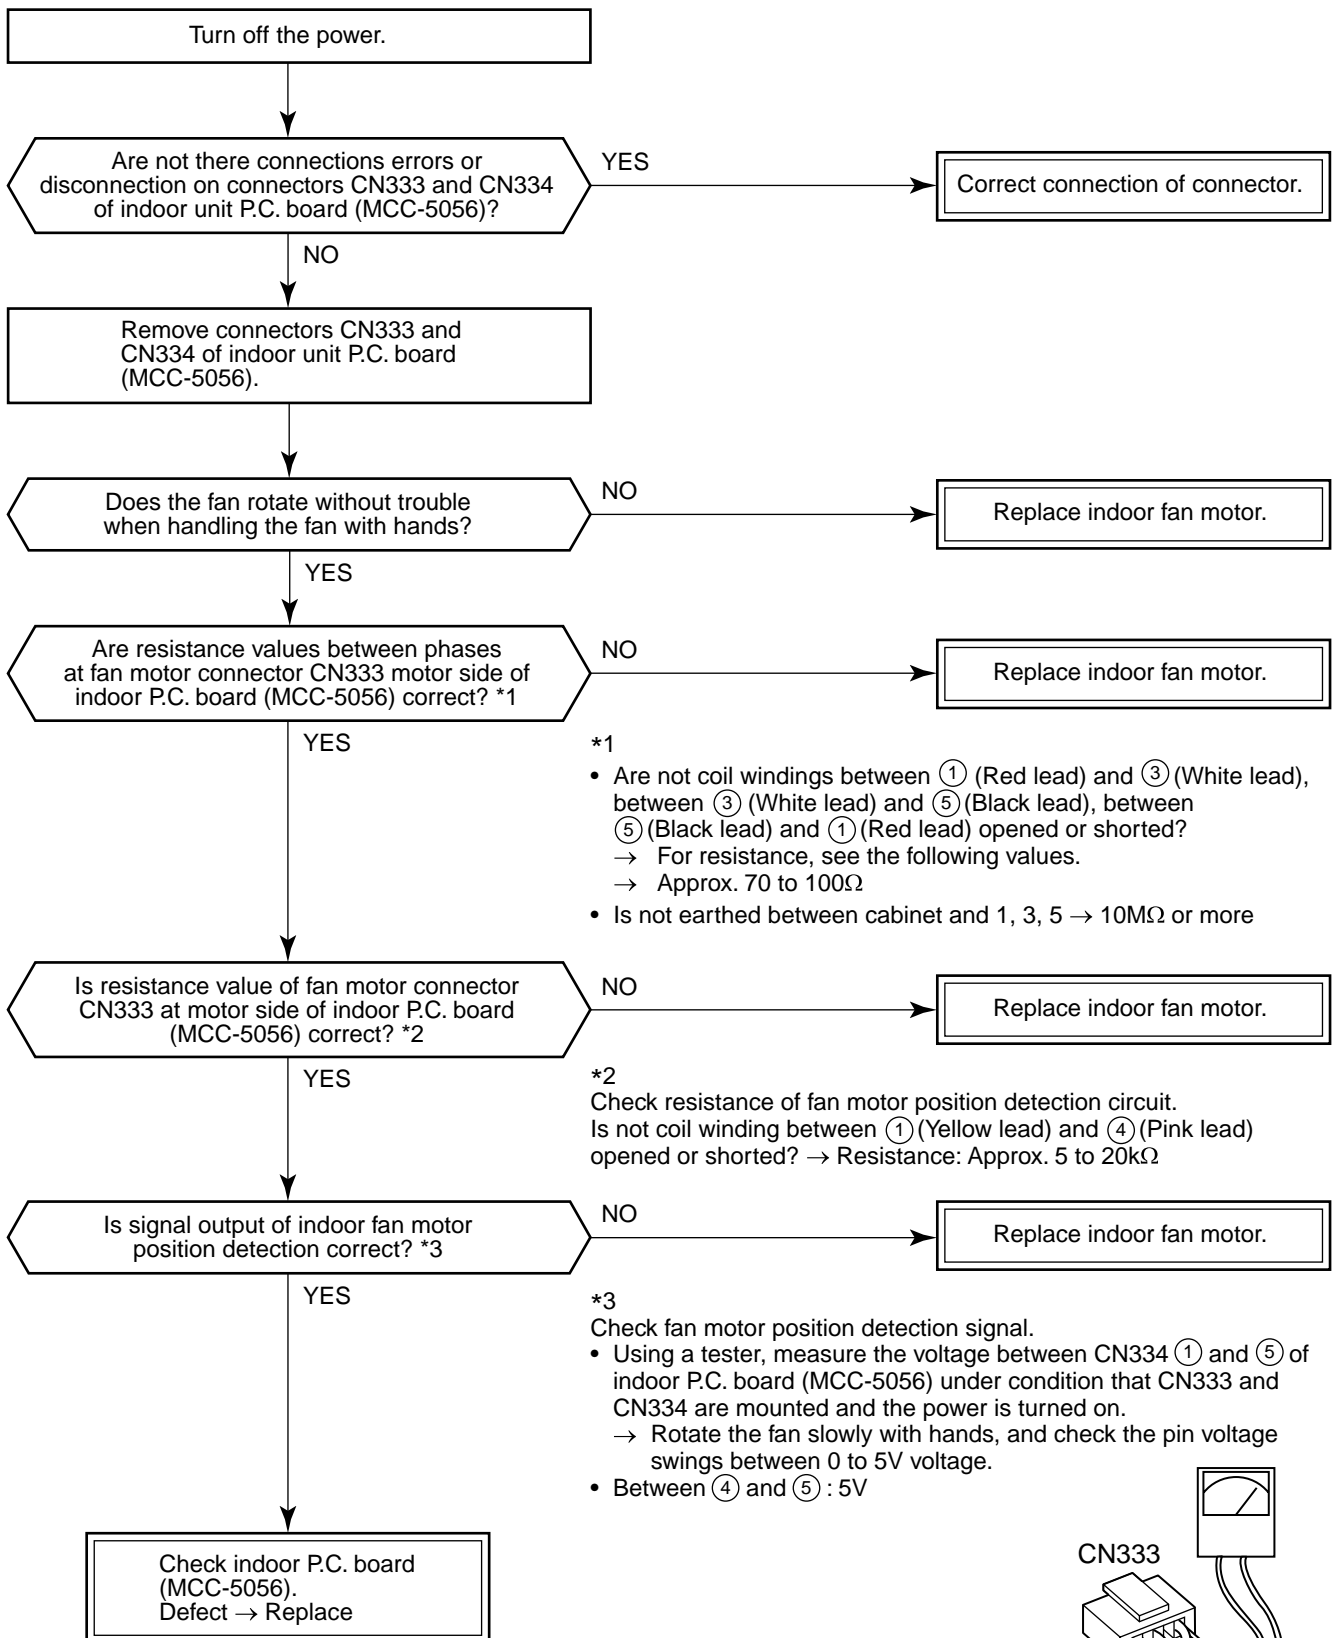 Turn off the power.
Are not there connections errors or
disconnection on connectors CN333 and CN334
of indoor unit P.C. board (MCC-5056)?
YES
Correct connection of connector.
NO
Remove connectors CN333 and
CN334 of indoor unit P.C. board
(MCC-5056).
Does the fan rotate without trouble
when handling the fan with hands?
NO
Replace indoor fan motor.
YES
Are resistance values between phases
at fan motor connector CN333 motor side of
indoor P.C. board (MCC-5056) correct? *1
NO
Replace indoor fan motor.
YES
*1
• Are not coil windings between ① (Red lead) and ③ (White lead),
between ③ (White lead) and ⑤ (Black lead), between
⑤ (Black lead) and ① (Red lead) opened or shorted?
→ For resistance, see the following values.
→ Approx. 70 to 100Ω
• Is not earthed between cabinet and 1, 3, 5 → 10MΩ or more
Is resistance value of fan motor connector
CN333 at motor side of indoor P.C. board
(MCC-5056) correct? *2
NO
Replace indoor fan motor.
YES
*2
Check resistance of fan motor position detection circuit.
Is not coil winding between ① (Yellow lead) and ④ (Pink lead)
opened or shorted? → Resistance: Approx. 5 to 20kΩ
Is signal output of indoor fan motor
position detection correct? *3
NO
Replace indoor fan motor.
YES
*3
Check fan motor position detection signal.
• Using a tester, measure the voltage between CN334 ① and ⑤ of
indoor P.C. board (MCC-5056) under condition that CN333 and
CN334 are mounted and the power is turned on.
→ Rotate the fan slowly with hands, and check the pin voltage
swings between 0 to 5V voltage.
• Between ④ and ⑤ : 5V
Check indoor P.C. board
(MCC-5056).
Defect → Replace
CN333